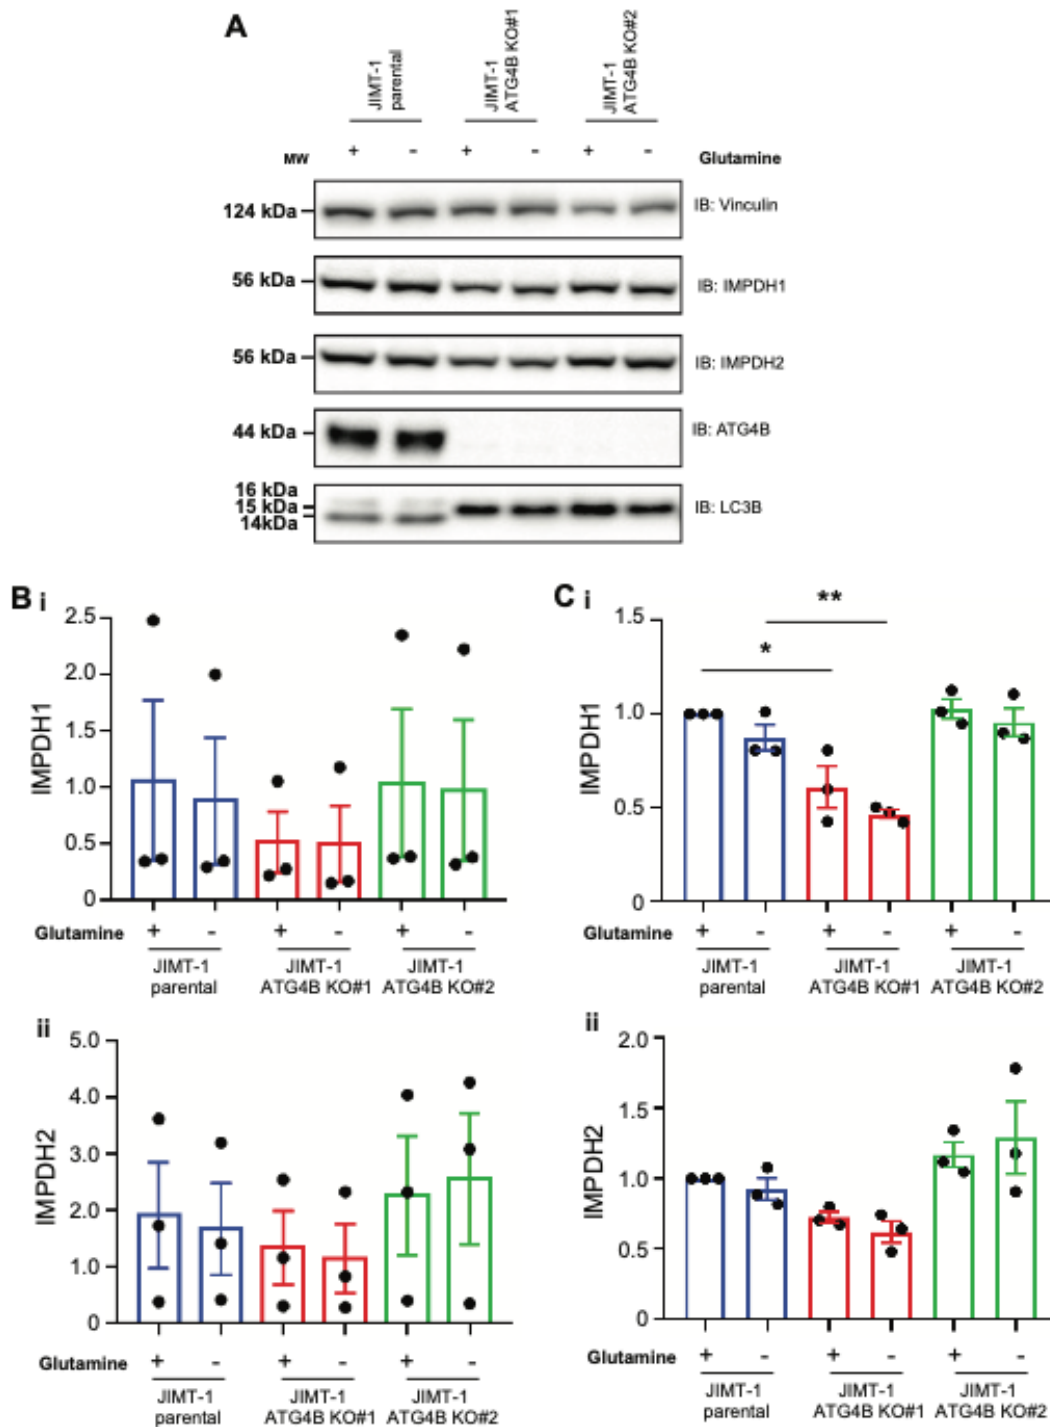 A
JIMT-1
parental
JIMT-1
ATG4B KO#1
JIMT-1
ATG4B KO#2
MW + - + - + - Glutamine
124 kDa IB: Vinculin
56 kDa IB: IMPDH1
56 kDa IB: IMPDH2
44 kDa IB: ATG4B
16 kDa
15 kDa IB: LC3B
14kDa
B i
IMPDH1
2.5
2.0
1.5
1.0
0.5
0
Glutamine + - + - + -
JIMT-1 JIMT-1 JIMT-1
parental ATG4B KO#1 ATG4B KO#2
C i
IMPDH1
1.5
1.0
0.5
0
**
*
Glutamine + - + - + -
JIMT-1 JIMT-1 JIMT-1
parental ATG4B KO#1 ATG4B KO#2
ii
IMPDH2
5.0
4.0
3.0
2.0
1.0
0
Glutamine + - + - + -
JIMT-1 JIMT-1 JIMT-1
parental ATG4B KO#1 ATG4B KO#2
ii
IMPDH2
2.0
1.5
1.0
0.5
0
Glutamine + - + - + -
JIMT-1 JIMT-1 JIMT-1
parental ATG4B KO#1 ATG4B KO#2